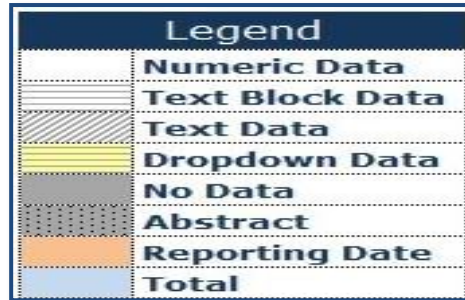 Legend
Numeric Data
Text Block Data
Text Data
Dropdown Data
No Data
Abstract
Reporting Date
Total